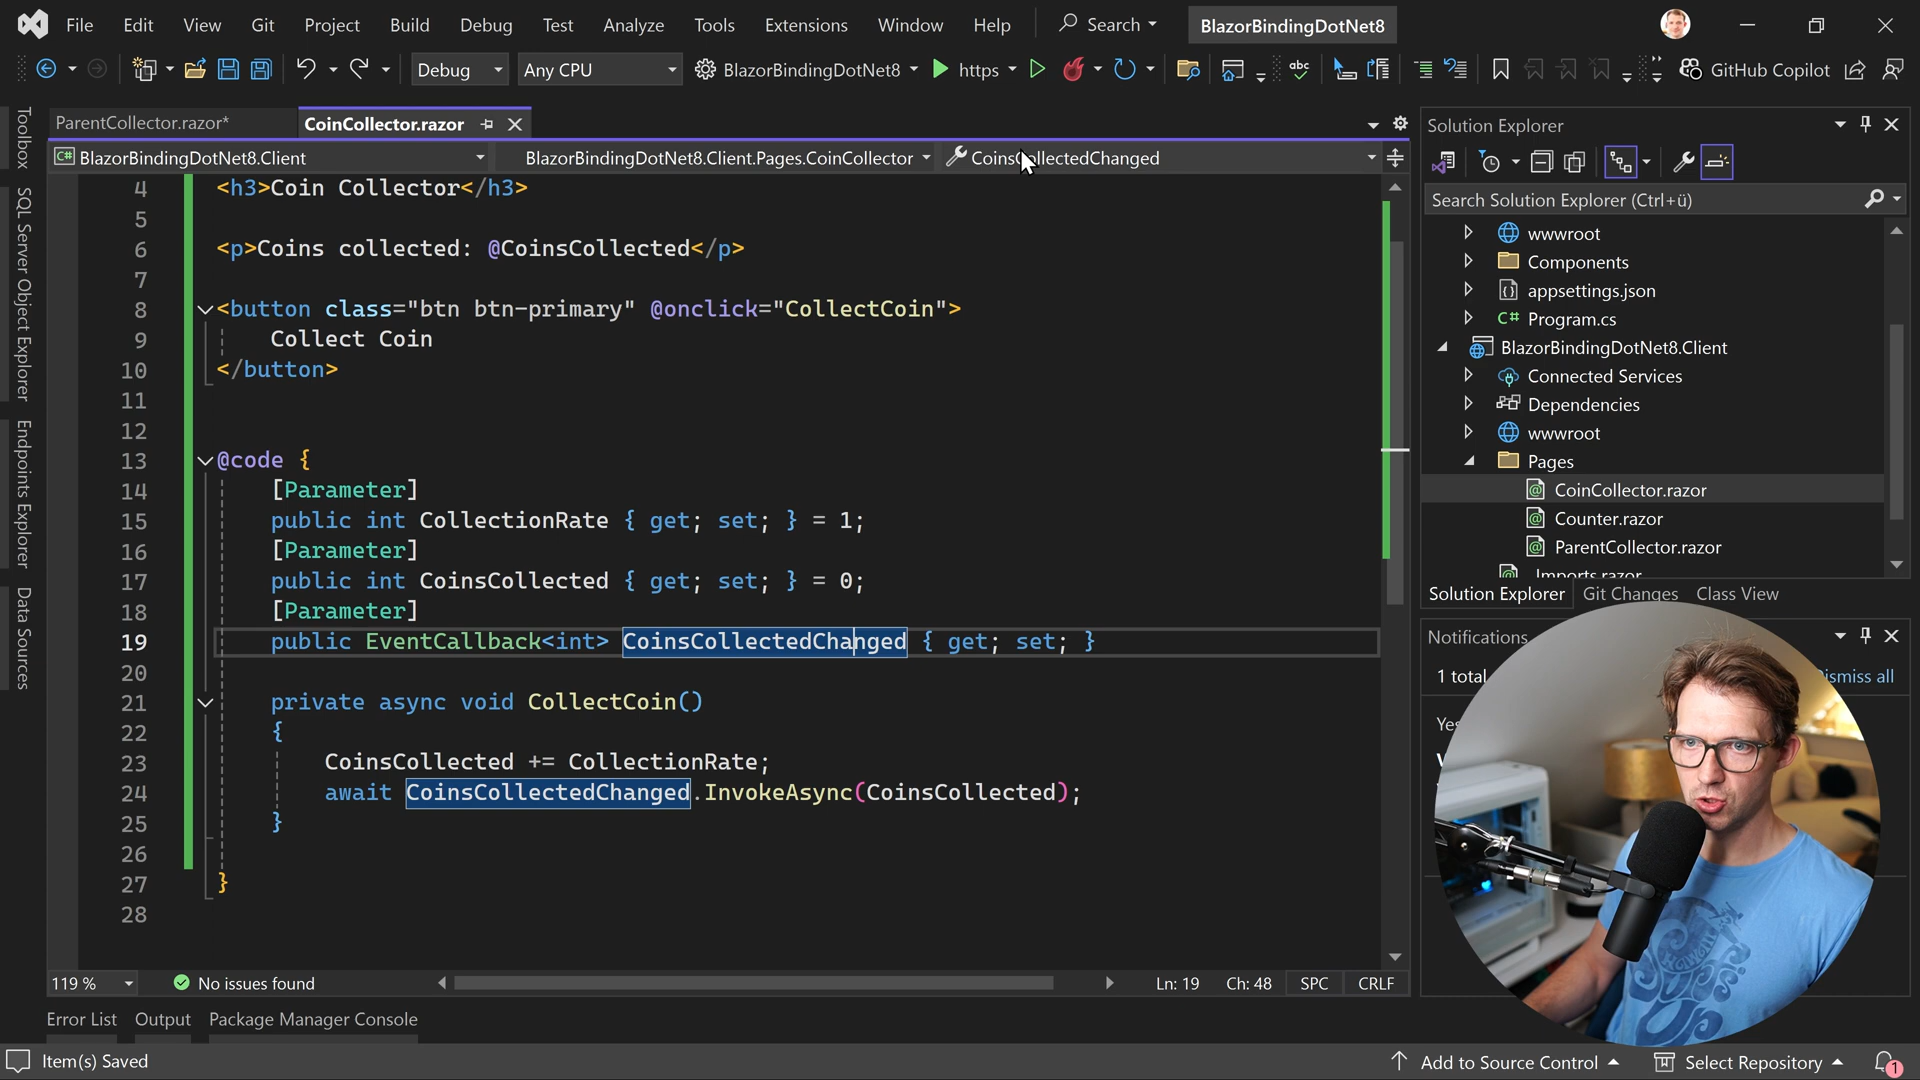 File Edit View Git Project Build Debug Test Analyze Tools Extensions Window Help Search BlazorBindingDotNet8
Debug Any CPU BlazorBindingDotNet8 https GitHub Copilot
Toolbox
SQL Server Object Explorer
Endpoints Explorer
Data Sources
ParentCollector.razor* CoinCollector.razor
BlazorBindingDotNet8.Client BlazorBindingDotNet8.Client.Pages.CoinCollector CoinsCollectedChanged
4 <h3>Coin Collector</h3>
5
6 <p>Coins collected: @CoinsCollected</p>
7
8 <button class="btn btn-primary" @onclick="CollectCoin">
9 Collect Coin
10 </button>
11
12
13 @code {
14 [Parameter]
15 public int CollectionRate { get; set; } = 1;
16 [Parameter]
17 public int CoinsCollected { get; set; } = 0;
18 [Parameter]
19 public EventCallback<int> CoinsCollectedChanged { get; set; }
20
21 private async void CollectCoin()
22 {
23 CoinsCollected += CollectionRate;
24 await CoinsCollectedChanged.InvokeAsync(CoinsCollected);
25 }
26
27 }
28
119 % No issues found Ln: 19 Ch: 48 SPC CRLF
Error List Output Package Manager Console
Item(s) Saved Add to Source Control Select Repository 1
Solution Explorer
Search Solution Explorer (Ctrl+ü)
wwwroot
Components
appsettings.json
C# Program.cs
BlazorBindingDotNet8.Client
Connected Services
Dependencies
wwwroot
Pages
CoinCollector.razor
Counter.razor
ParentCollector.razor
_Imports.razor
Solution Explorer Git Changes Class View
Notifications
1 total